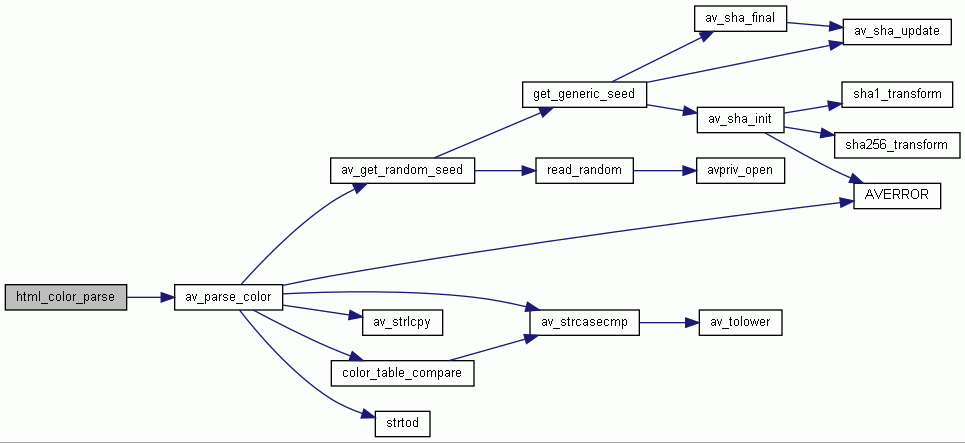 av_sha_final
av_sha_update
get_generic_seed
sha1_transform
av_sha_init
sha256_transform
av_get_random_seed
read_random
avpriv_open
AVERROR
html_color_parse
av_parse_color
av_strlcpy
av_strcasecmp
av_tolower
color_table_compare
strtod